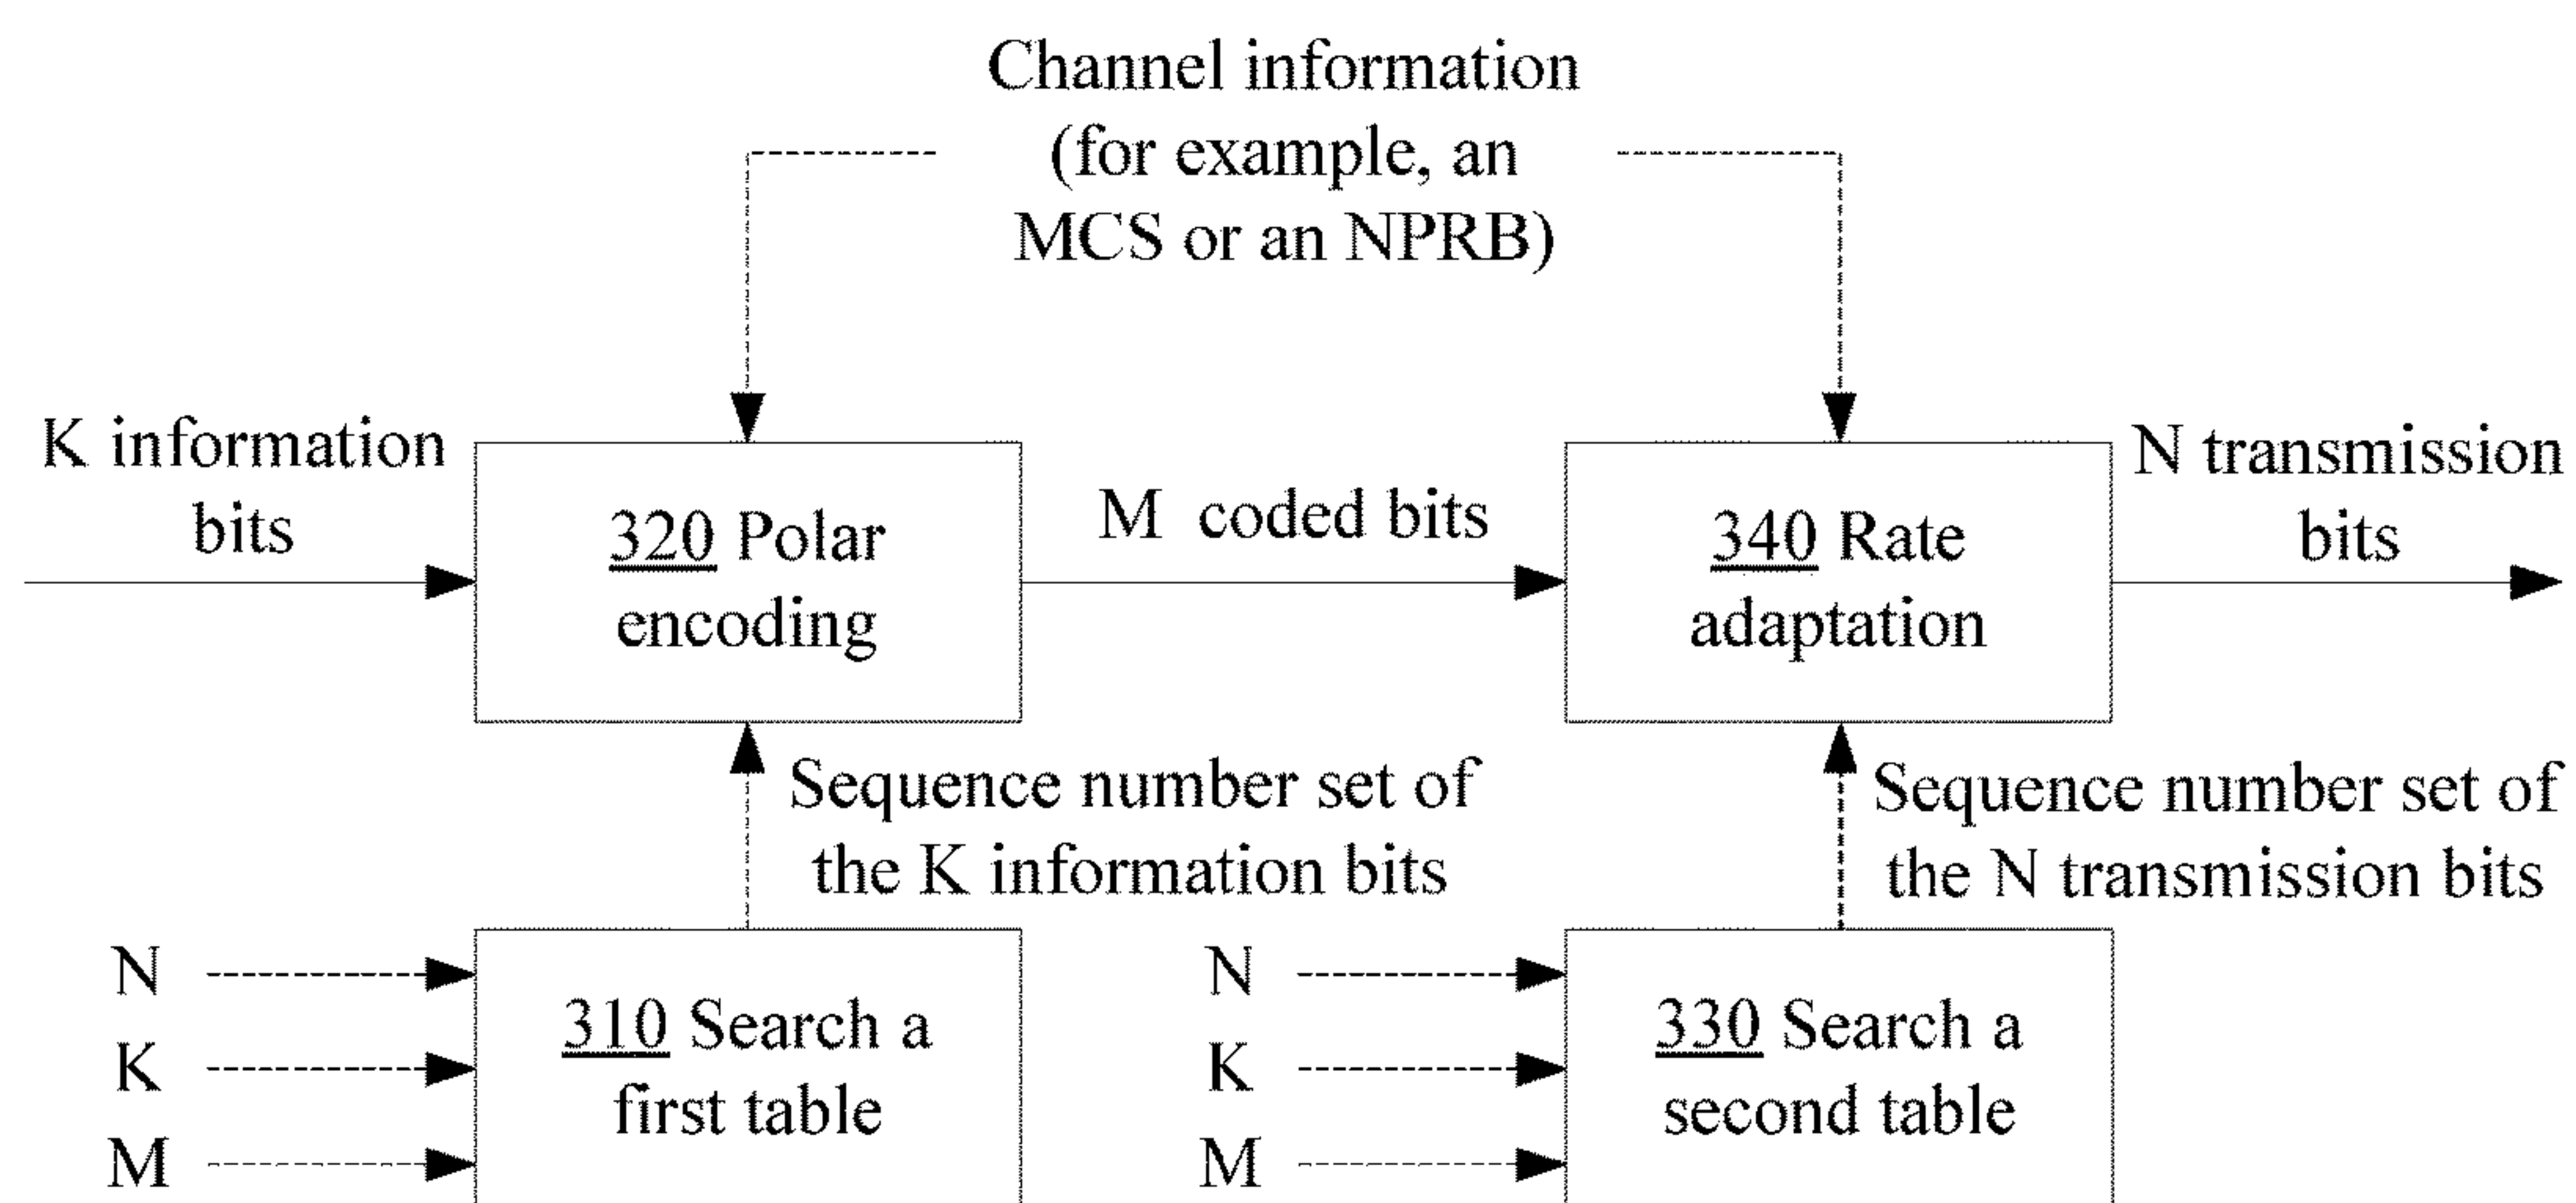 Channel information
(for example, an
MCS or an NPRB)
K information
bits
320 Polar
encoding
M coded bits
340 Rate
adaptation
N transmission
bits
Sequence number set of
the K information bits
Sequence number set of
the N transmission bits
N
K
M
310 Search a
first table
N
K
M
330 Search a
second table